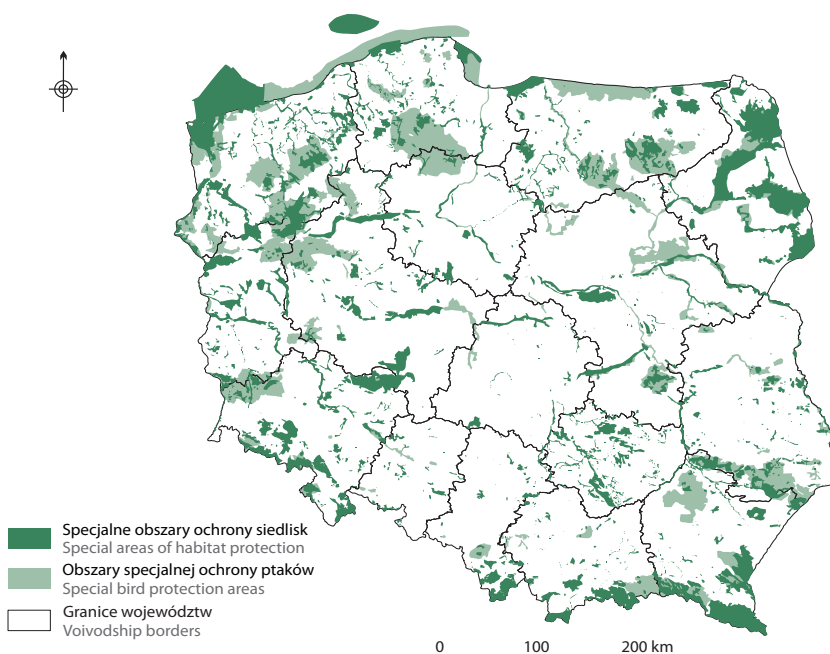 Specjalne obszary ochrony siedlisk
Special areas of habitat protection
Obszary specjalnej ochrony ptaków
Special bird protection areas
Granice województw
Voivodship borders
0 100 200 km